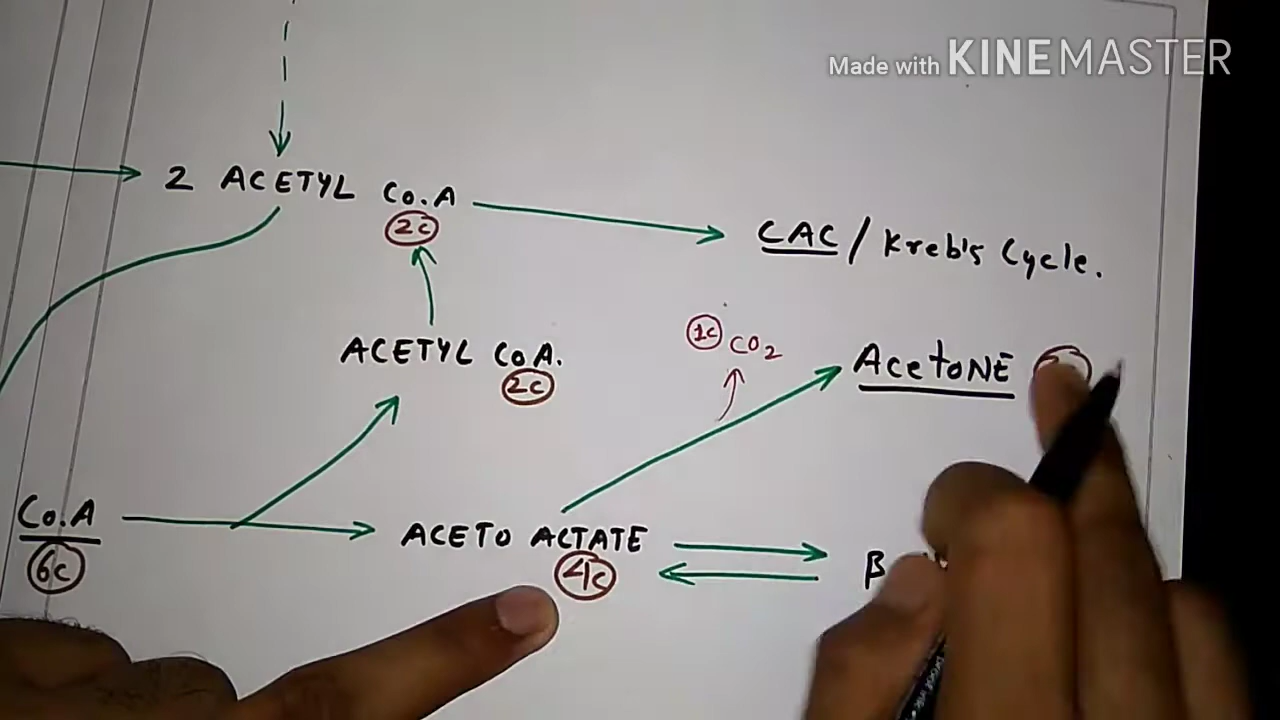 Made with KINEMASTER
2 ACETYL Co.A
2C
CAC / Kreb's Cycle.
1C CO2
ACETYL CoA.
2C
AcetoNE
Co.A
6C
ACETO ACTATE
4C
β